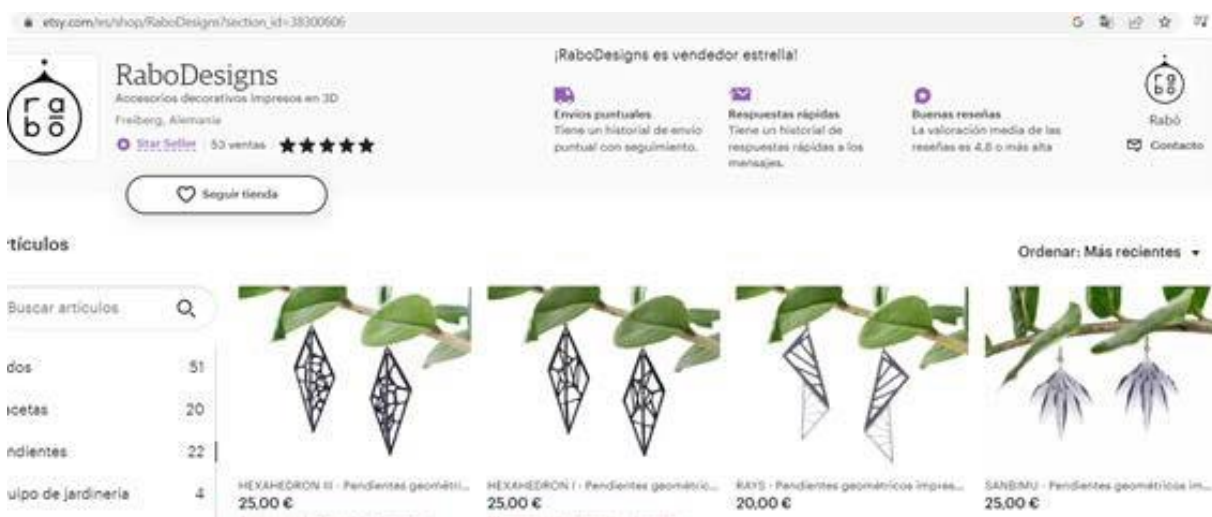 etsy.com/es/shop/RaboDesigns?section_id=38300606
RaboDesigns
Accesorios decorativos impresos en 3D
Freiberg, Alemania
Star Seller 53 ventas
Seguir tienda
¡RaboDesigns es vendedor estrella!
Envíos puntuales
Tiene un historial de envío
puntual con seguimiento.
Respuestas rápidas
Tiene un historial de
respuestas rápidas a los
mensajes.
Buenas reseñas
La valoración media de las
reseñas es 4,8 o más alta
rabo
Rabò
Contacto
rtículos
Ordenar: Más recientes
Buscar artículos
dos 51
acetas 20
ndientes 22
uipo de jardinería 4
HEXAHEDRON III - Pendientes geométri...
25,00 €
HEXAHEDRON I - Pendientes geométric...
25,00 €
RAYS - Pendientes geométricos impres...
20,00 €
SANBIMU - Pendientes geométricos im...
25,00 €